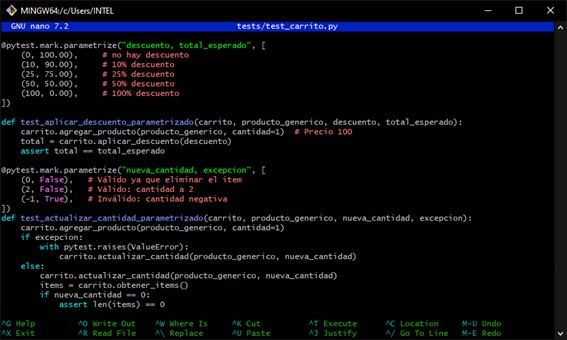 MINGW64:/c/Users/INTEL
GNU nano 7.2 tests/test_carrito.py
@pytest.mark.parametrize("descuento, total_esperado", [
    (0, 100.00),     # no hay descuento
    (10, 90.00),     # 10% descuento
    (25, 75.00),     # 25% descuento
    (50, 50.00),     # 50% descuento
    (100, 0.00),     # 100% descuento
])
def test_aplicar_descuento_parametrizado(carrito, producto_generico, descuento, total_esperado):
    carrito.agregar_producto(producto_generico, cantidad=1)  # Precio 100
    total = carrito.aplicar_descuento(descuento)
    assert total == total_esperado
@pytest.mark.parametrize("nueva_cantidad, excepcion", [
    (0, False),   # Válido ya que eliminar el item
    (2, False),   # Válido: cantidad a 2
    (-1, True),   # Inválido: cantidad negativa
])
def test_actualizar_cantidad_parametrizado(carrito, producto_generico, nueva_cantidad, excepcion):
    carrito.agregar_producto(producto_generico, cantidad=1)
    if excepcion:
        with pytest.raises(ValueError):
            carrito.actualizar_cantidad(producto_generico, nueva_cantidad)
    else:
        carrito.actualizar_cantidad(producto_generico, nueva_cantidad)
        items = carrito.obtener_items()
        if nueva_cantidad == 0:
            assert len(items) == 0
^G Help ^O Write Out ^W Where Is ^K Cut ^T Execute ^C Location M-U Undo
^X Exit ^R Read File ^\ Replace ^U Paste ^J Justify ^/ Go To Line M-E Redo